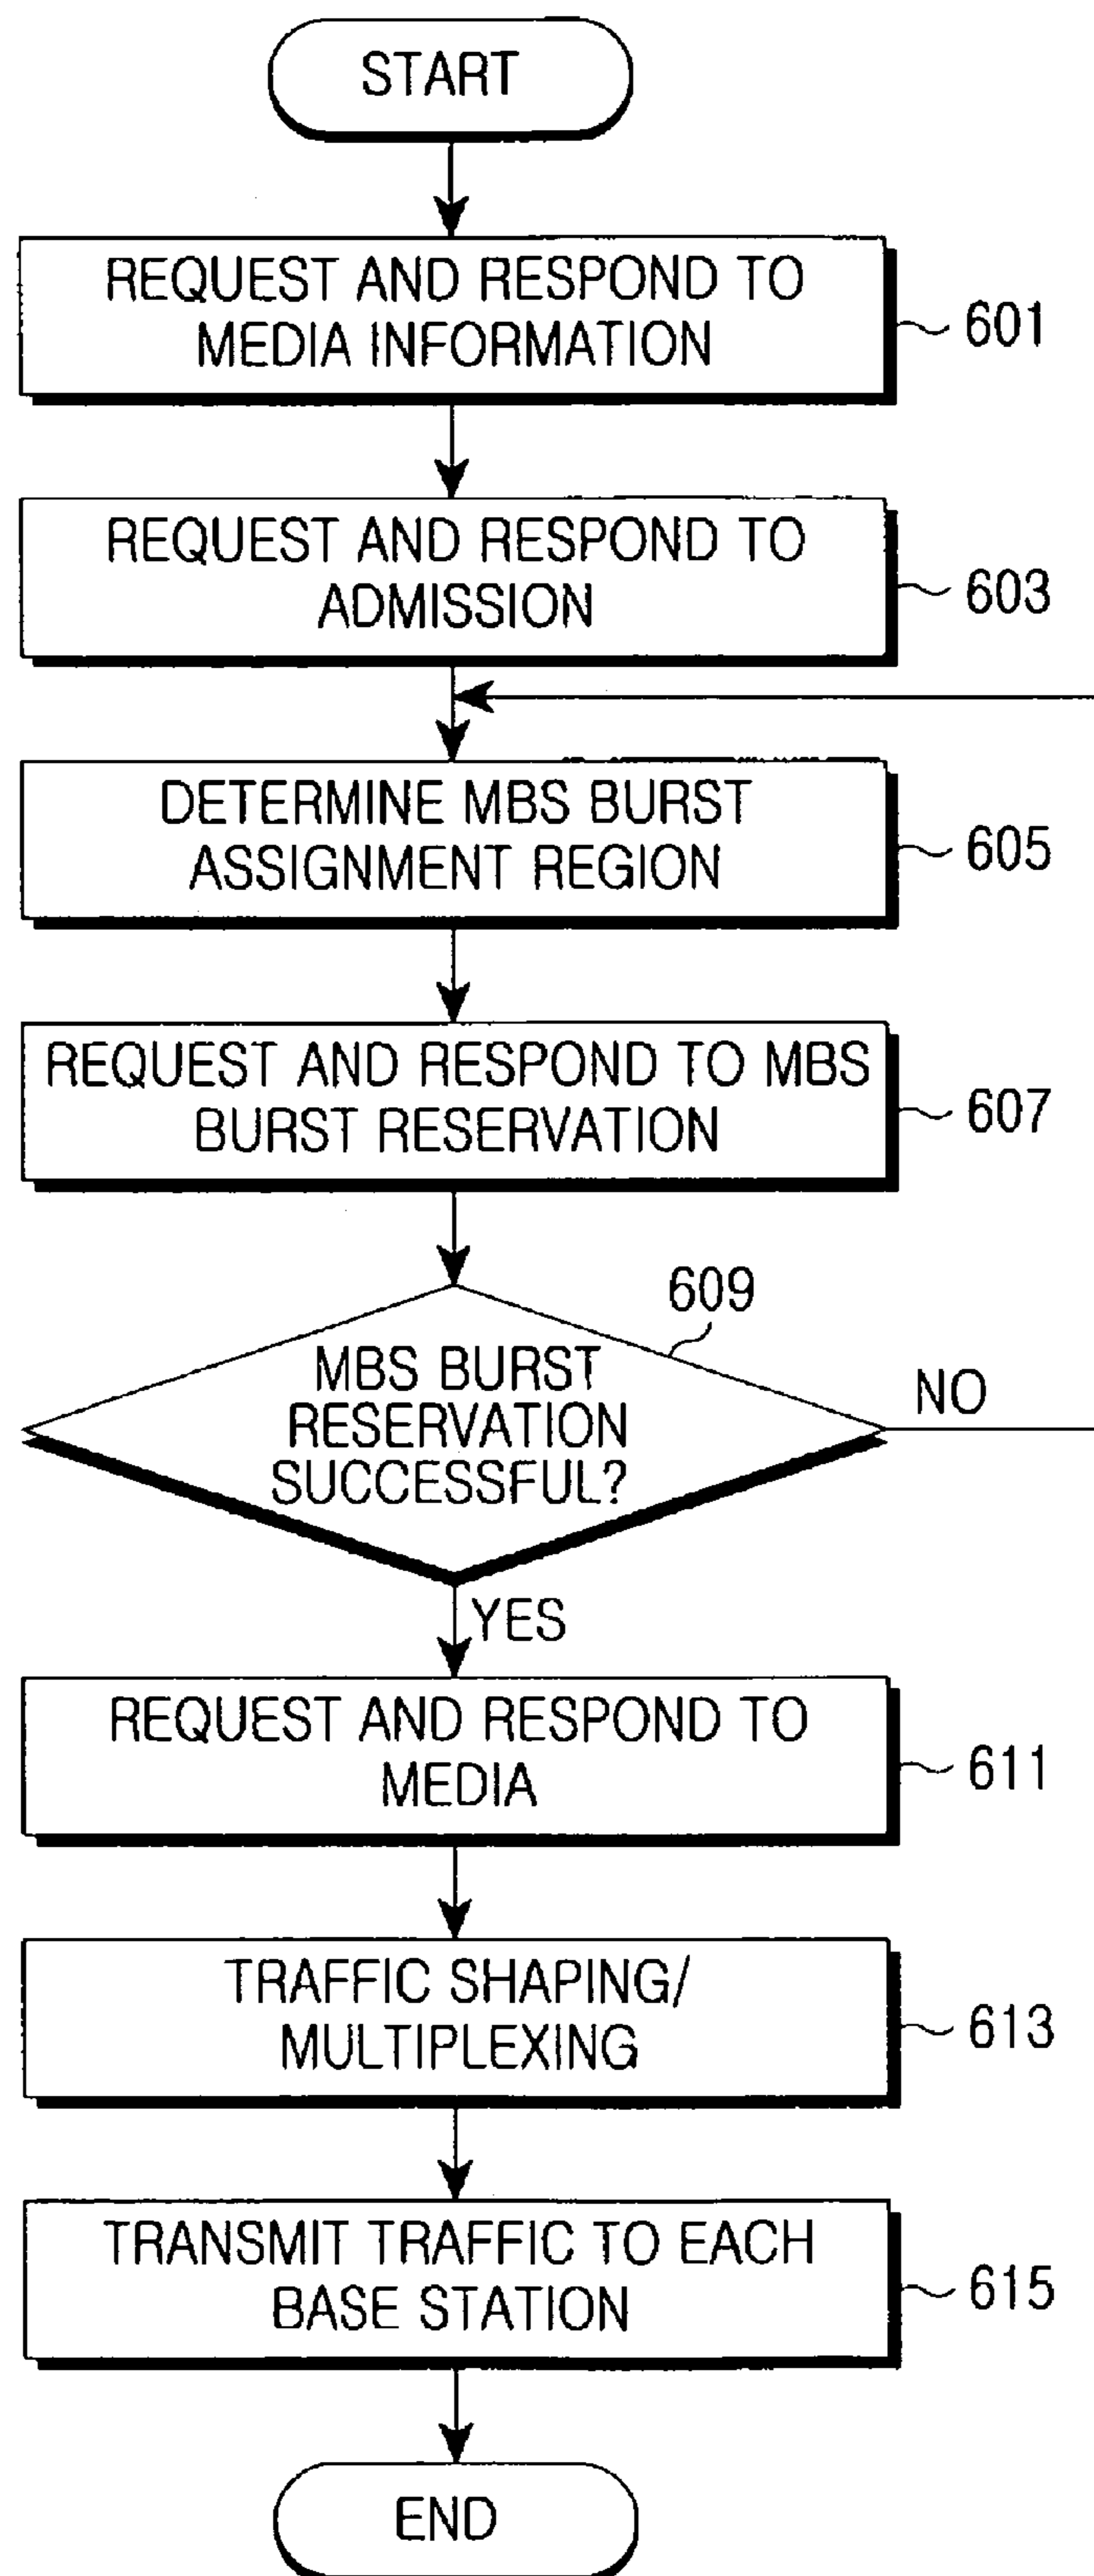 START
REQUEST AND RESPOND TO
MEDIA INFORMATION
601
REQUEST AND RESPOND TO
ADMISSION
603
DETERMINE MBS BURST
ASSIGNMENT REGION
605
REQUEST AND RESPOND TO MBS
BURST RESERVATION
607
609
MBS BURST
RESERVATION
SUCCESSFUL?
NO
YES
REQUEST AND RESPOND TO
MEDIA
611
TRAFFIC SHAPING/
MULTIPLEXING
613
TRANSMIT TRAFFIC TO EACH
BASE STATION
615
END